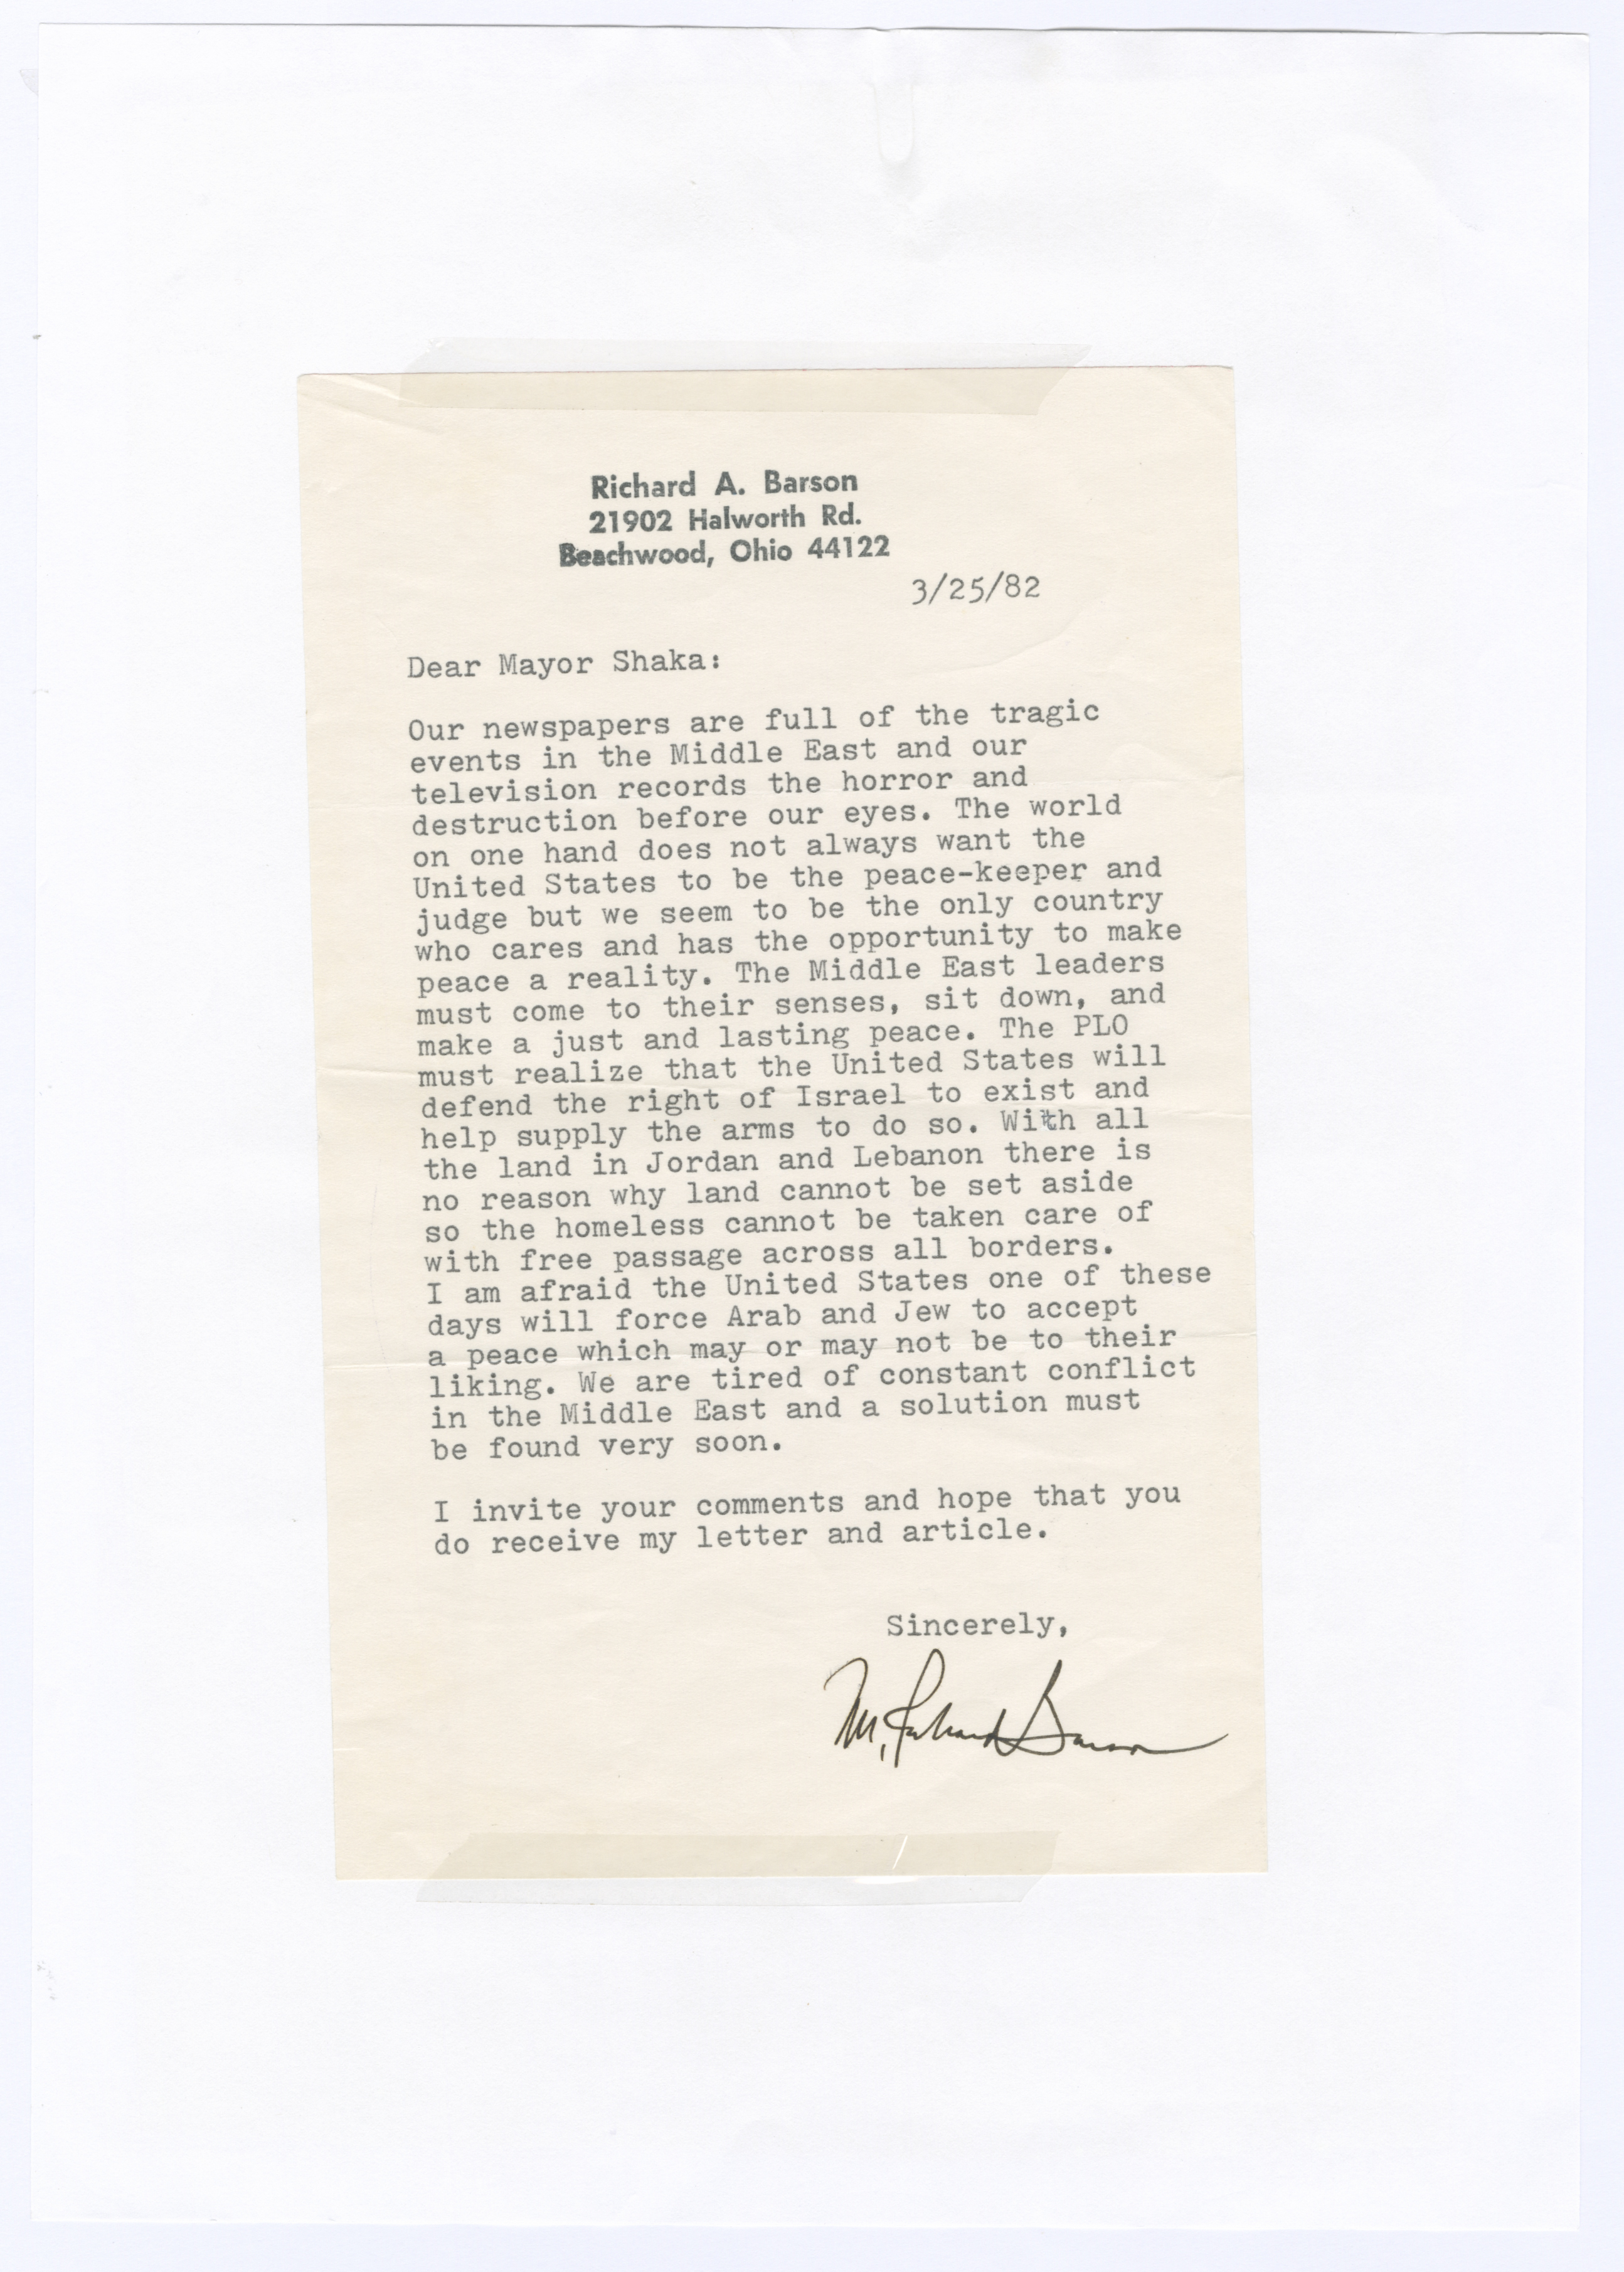 Richard A. Barson
21902 Halworth Rd.
Beachwood, Ohio 44122
3/25/82
Dear Mayor Shaka:
Our newspapers are full of the tragic
events in the Middle East and our
television records the horror and
destruction before our eyes. The world
on one hand does not always want the
United States to be the peace-keeper and
judge but we seem to be the only country
who cares and has the opportunity to make
peace a reality. The Middle East leaders
must come to their senses, sit down, and
make a just and lasting peace. The PLO
must realize that the United States will
defend the right of Israel to exist and
help supply the arms to do so. With all
the land in Jordan and Lebanon there is
no reason why land cannot be set aside
so the homeless cannot be taken care of
with free passage across all borders.
I am afraid the United States one of these
days will force Arab and Jew to accept
a peace which may or may not be to their
liking. We are tired of constant conflict
in the Middle East and a solution must
be found very soon.
I invite your comments and hope that you
do receive my letter and article.
Sincerely,
M. Richard Barson